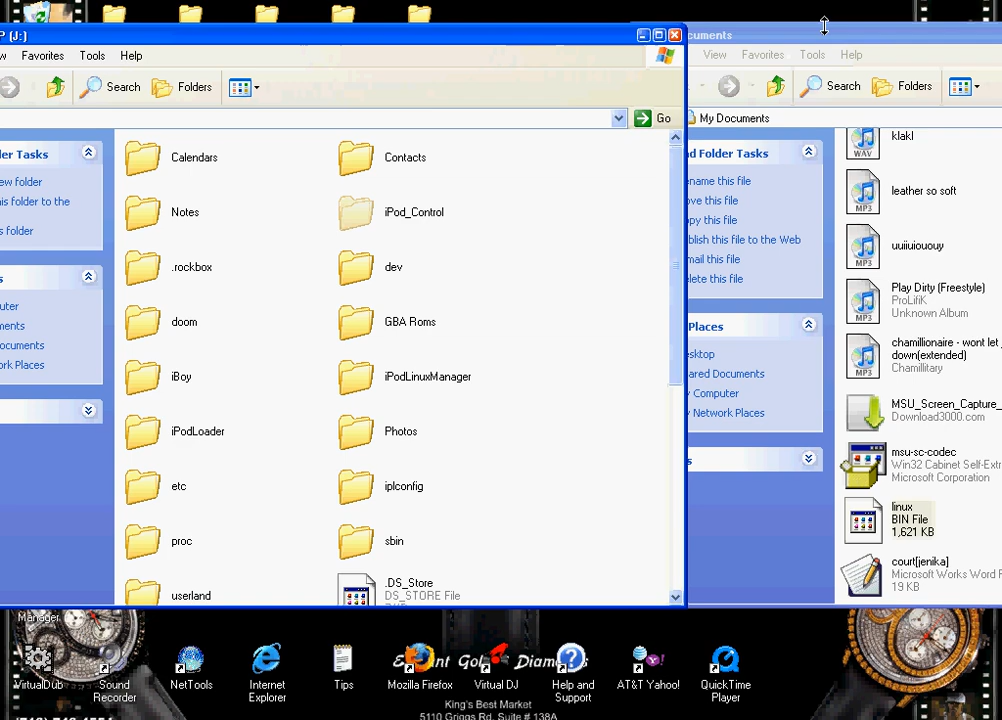 P (J:)
w Favorites Tools Help
Search Folders
Go
der Tasks
ew folder
his folder to the
is folder
s
uter
ments
ocuments
ork Places
Calendars
Contacts
Notes
iPod_Control
.rockbox
dev
doom
GBA Roms
iBoy
iPodLinuxManager
iPodLoader
Photos
etc
iplconfig
proc
sbin
userland
.DS_Store
DS_STORE File
cuments
View Favorites Tools Help
Search Folders
My Documents
nd Folder Tasks
ename this file
ove this file
opy this file
blish this file to the Web
mail this file
elete this file
Places
esktop
ared Documents
y Computer
y Network Places
s
klakl
leather so soft
uuiiuiououy
Play Dirty (Freestyle)
ProLifiK
Unknown Album
chamillionaire - wont let
down(extended)
Chamillitary
MSU_Screen_Capture_
Download3000.com
msu-sc-codec
Win32 Cabinet Self-Extr
Microsoft Corporation
linux
BIN File
1,621 KB
court[jenika]
Microsoft Works Word P
19 KB
WAV
MP3
MP3
MP3
MP3
Manager
VirtualDub
Sound
Recorder
NetTools
Internet
Explorer
Tips
Mozilla Firefox
Virtual DJ
Help and
Support
AT&T Yahoo!
QuickTime
Player
King's Best Market
5110 Griggs Rd. Suite # 138A